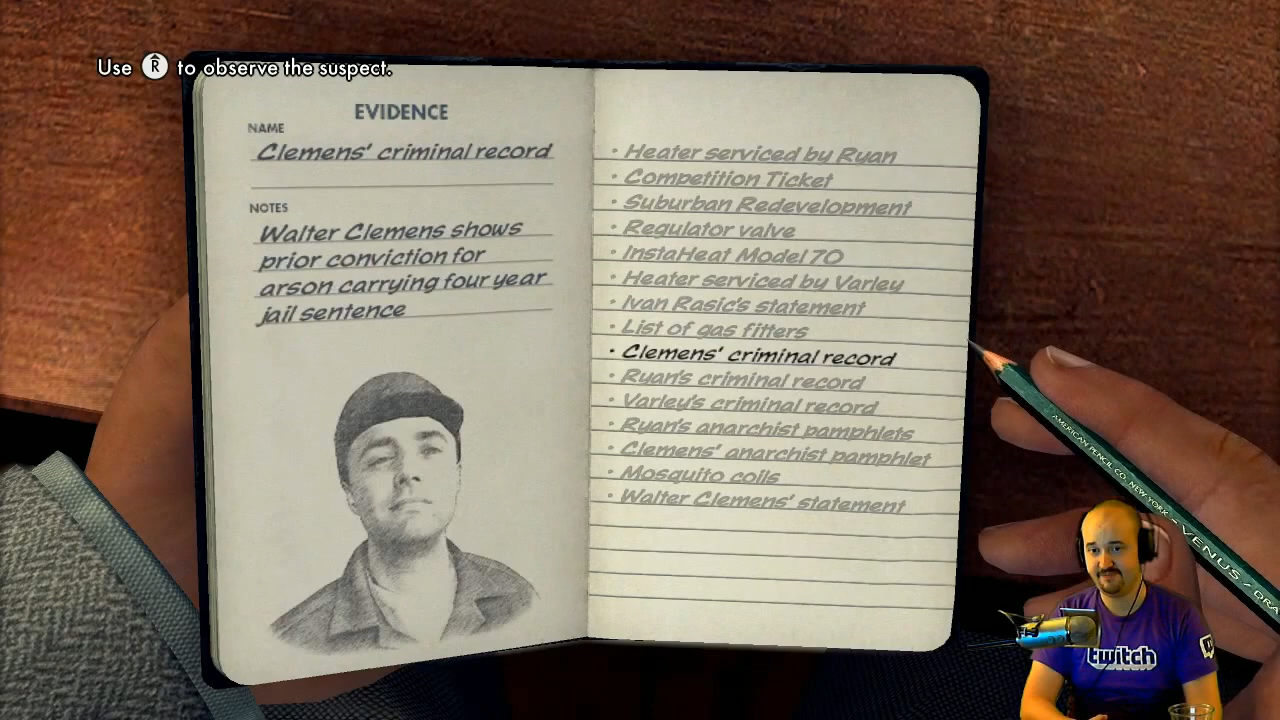 Use R to observe the suspect.
EVIDENCE
NAME
Clemens' criminal record
NOTES
Walter Clemens shows
prior conviction for
arson carrying four year
jail sentence
• Heater serviced by Ryan
• Competition Ticket
• Suburban Redevelopment
• Regulator valve
• InstaHeat Model 70
• Heater serviced by Varley
• Ivan Rasic's statement
• List of gas fitters
• Clemens' criminal record
• Ryan's criminal record
• Varley's criminal record
• Ryan's anarchist pamphlets
• Clemens' anarchist pamphlet
• Mosquito coils
• Walter Clemens' statement
AMERICAN PENCIL CO. NEW YORK VENUS / DRA
twitch